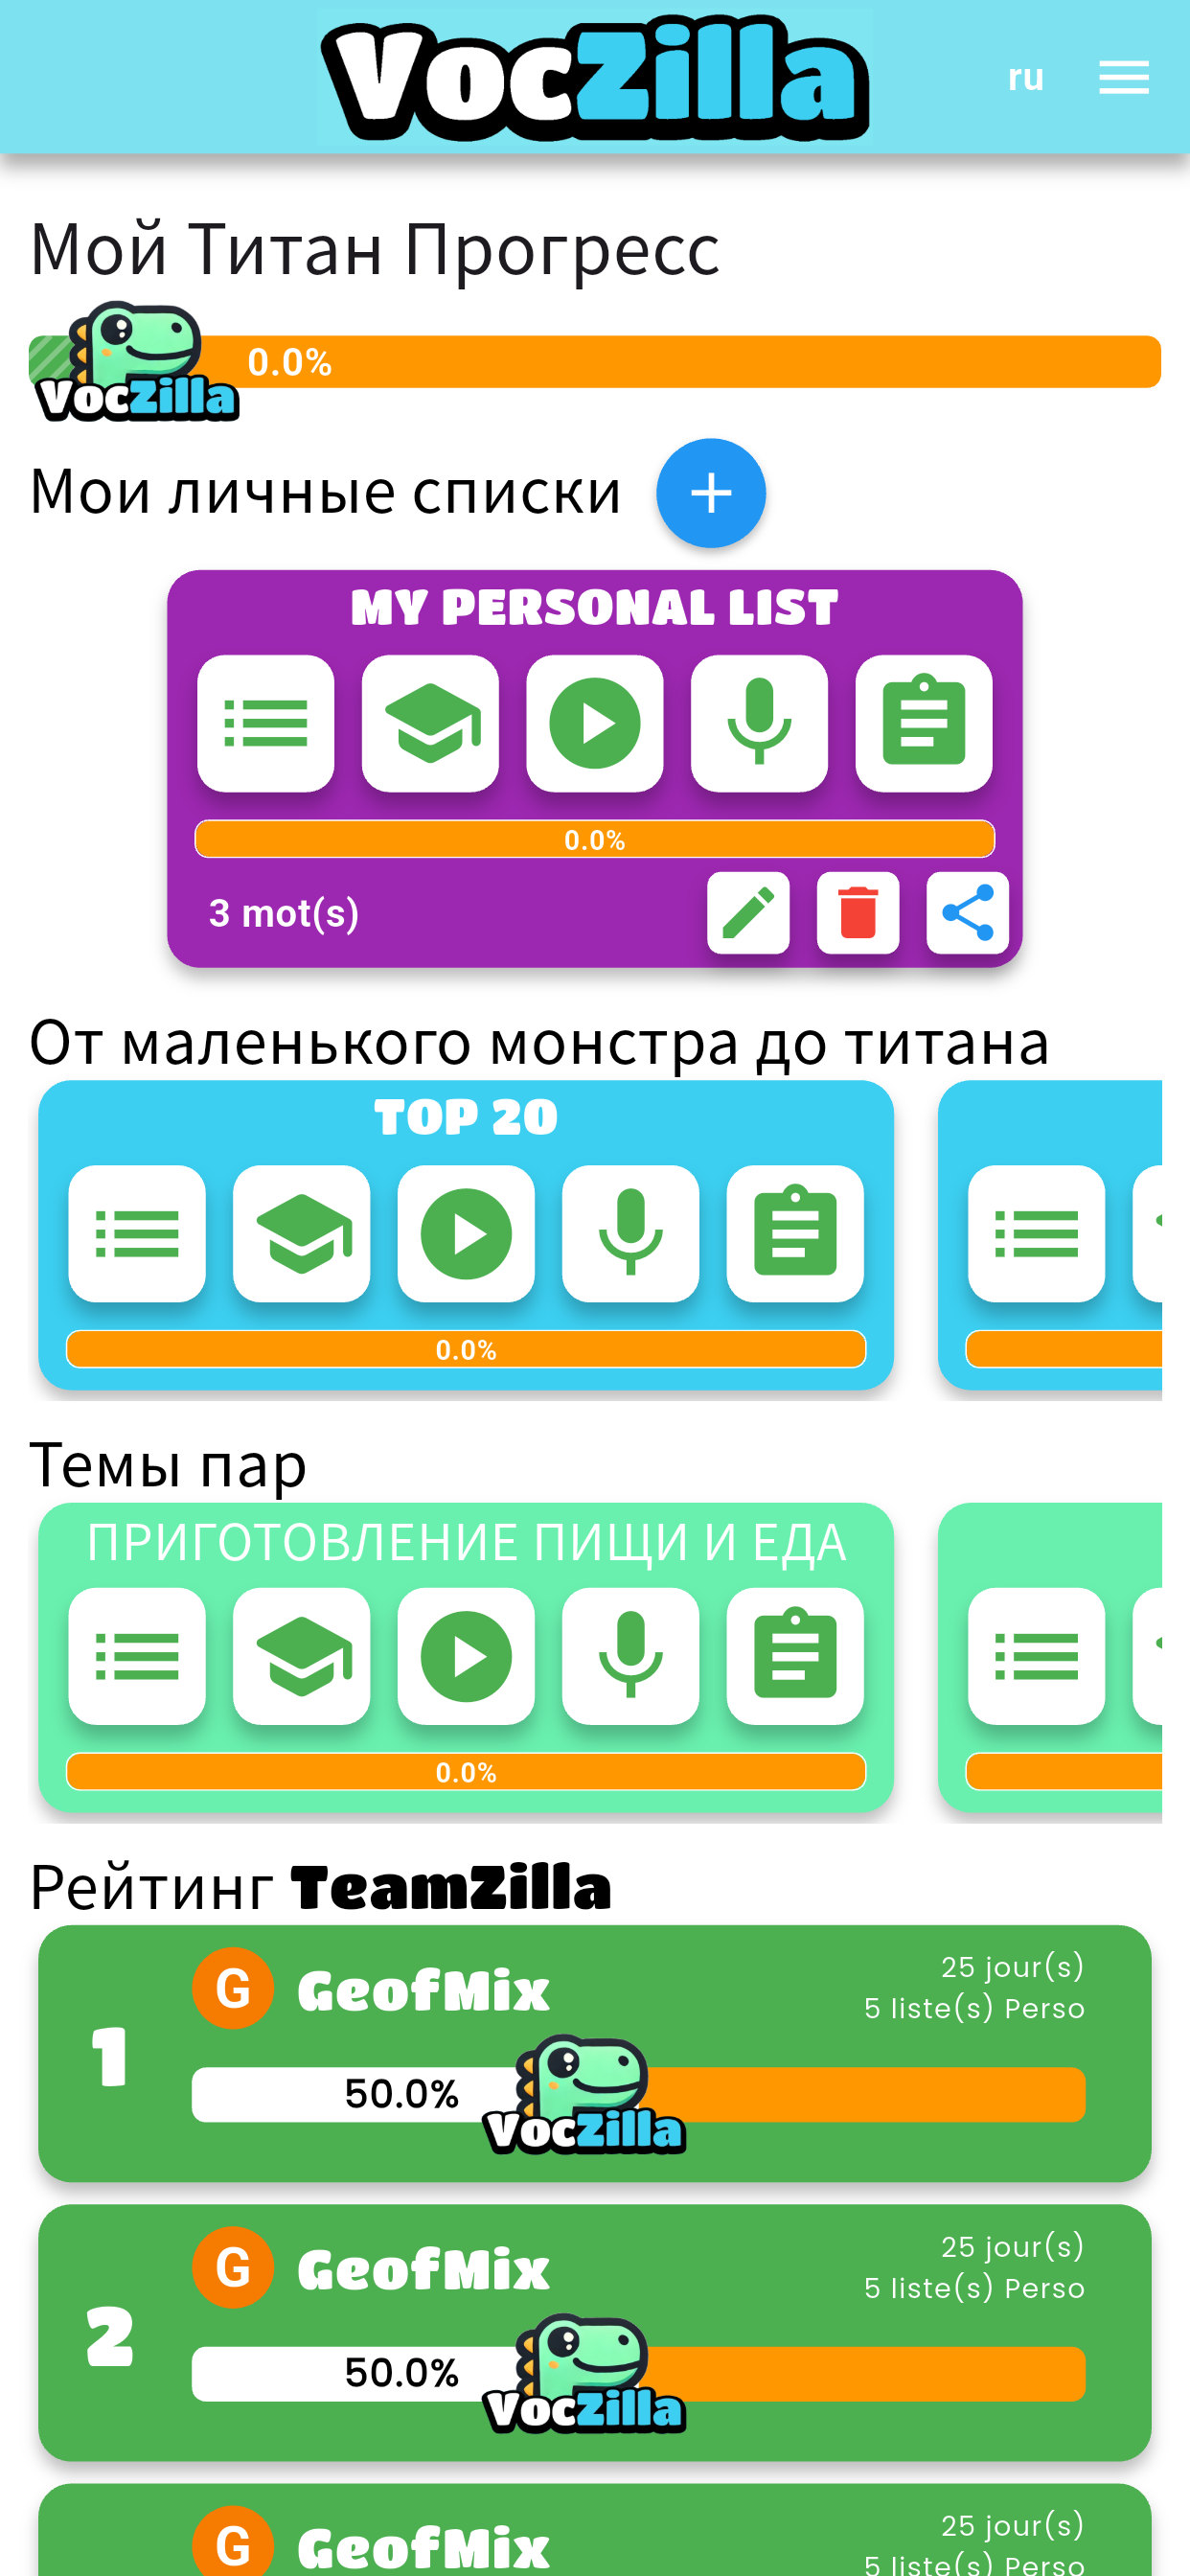 VocZilla
ru
Мой Титан Прогресс
0.0%
VocZilla
Мои личные списки
MY PERSONAL LIST
0.0%
3 mot(s)
От маленького монстра до титана
TOP 20
0.0%
Темы пар
ПРИГОТОВЛЕНИЕ ПИЩИ И ЕДА
0.0%
Рейтинг TeamZilla
1
G GeofMix
25 jour(s)
5 liste(s) Perso
50.0%
VocZilla
2
G GeofMix
25 jour(s)
5 liste(s) Perso
50.0%
VocZilla
G GeofMix
25 jour(s)
5 liste(s) Perso